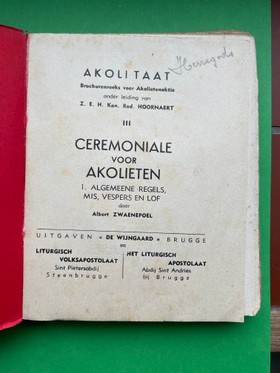 AKOLITAAT
Brochurenreeks voor Akolietenaktie
onder leiding van
Z. E. H. Kan. Rod. HOORNAERT
III
CEREMONIALE
VOOR
AKOLIETEN
1. ALGEMEENE REGELS,
MIS, VESPERS EN LOF
door
Albert ZWAENEPOEL
UITGAVEN « DE WIJNGAARD » BRUGGE
en
LITURGISCH
VOLKSAPOSTOLAAT
Sint Pietersabdij
Steenbrugge
HET LITURGISCH
APOSTOLAAT
Abdij Sint Andries
bij Brugge